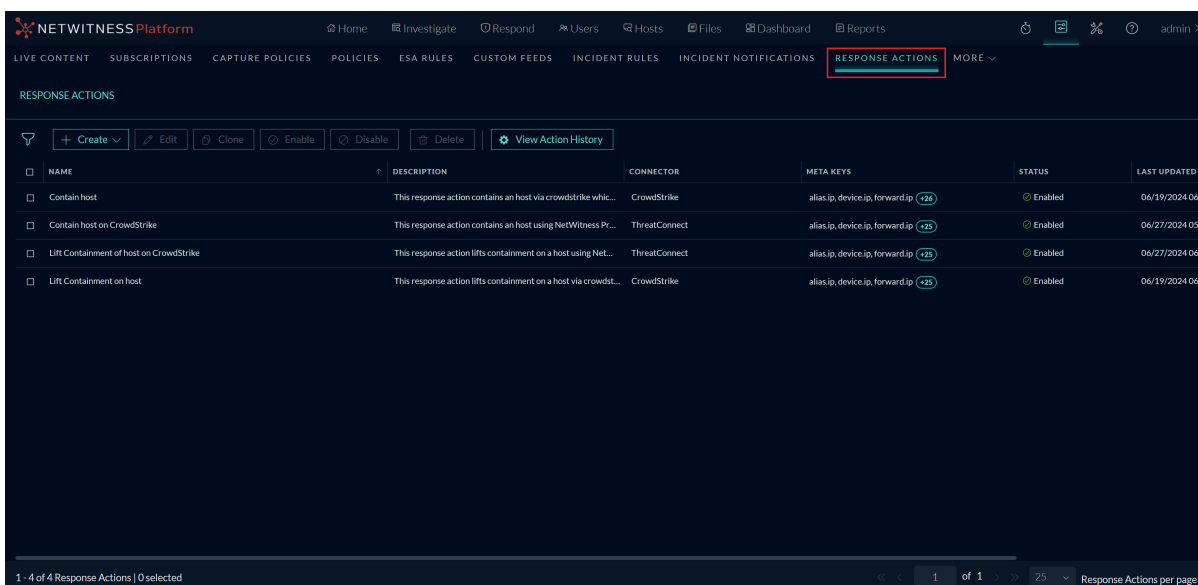 NETWITNESS Platform Home Investigate Respond Users Hosts Files Dashboard Reports admin
LIVE CONTENT SUBSCRIPTIONS CAPTURE POLICIES POLICIES ESA RULES CUSTOM FEEDS INCIDENT RULES INCIDENT NOTIFICATIONS RESPONSE ACTIONS MORE
RESPONSE ACTIONS
+ Create Edit Clone Enable Disable Delete View Action History
NAME ↑ DESCRIPTION CONNECTOR META KEYS STATUS LAST UPDATED
Contain host This response action contains an host via crowdstrike whic... CrowdStrike alias.ip, device.ip, forward.ip +26 Enabled 06/19/2024 06
Contain host on CrowdStrike This response action contains an host using NetWitness Pr... ThreatConnect alias.ip, device.ip, forward.ip +25 Enabled 06/27/2024 05
Lift Containment of host on CrowdStrike This response action lifts containment on a host using Net... ThreatConnect alias.ip, device.ip, forward.ip +25 Enabled 06/27/2024 06
Lift Containment on host This response action lifts containment on a host via crowdst... CrowdStrike alias.ip, device.ip, forward.ip +25 Enabled 06/19/2024 06
1 - 4 of 4 Response Actions | 0 selected « < 1 of 1 > » 25 Response Actions per page